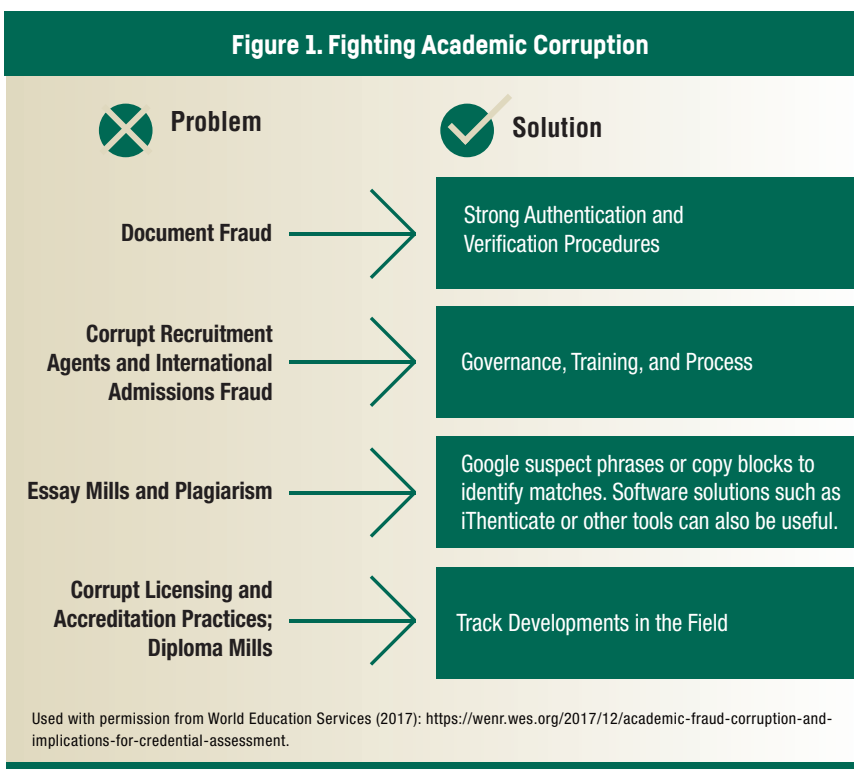 Figure 1. Fighting Academic Corruption
Problem
Solution
Document Fraud
Strong Authentication and
Verification Procedures
Corrupt Recruitment
Agents and International
Admissions Fraud
Governance, Training, and Process
Essay Mills and Plagiarism
Google suspect phrases or copy blocks to
identify matches. Software solutions such as
iThenticate or other tools can also be useful.
Corrupt Licensing and
Accreditation Practices;
Diploma Mills
Track Developments in the Field
Used with permission from World Education Services (2017): https://wenr.wes.org/2017/12/academic-fraud-corruption-and-
implications-for-credential-assessment.